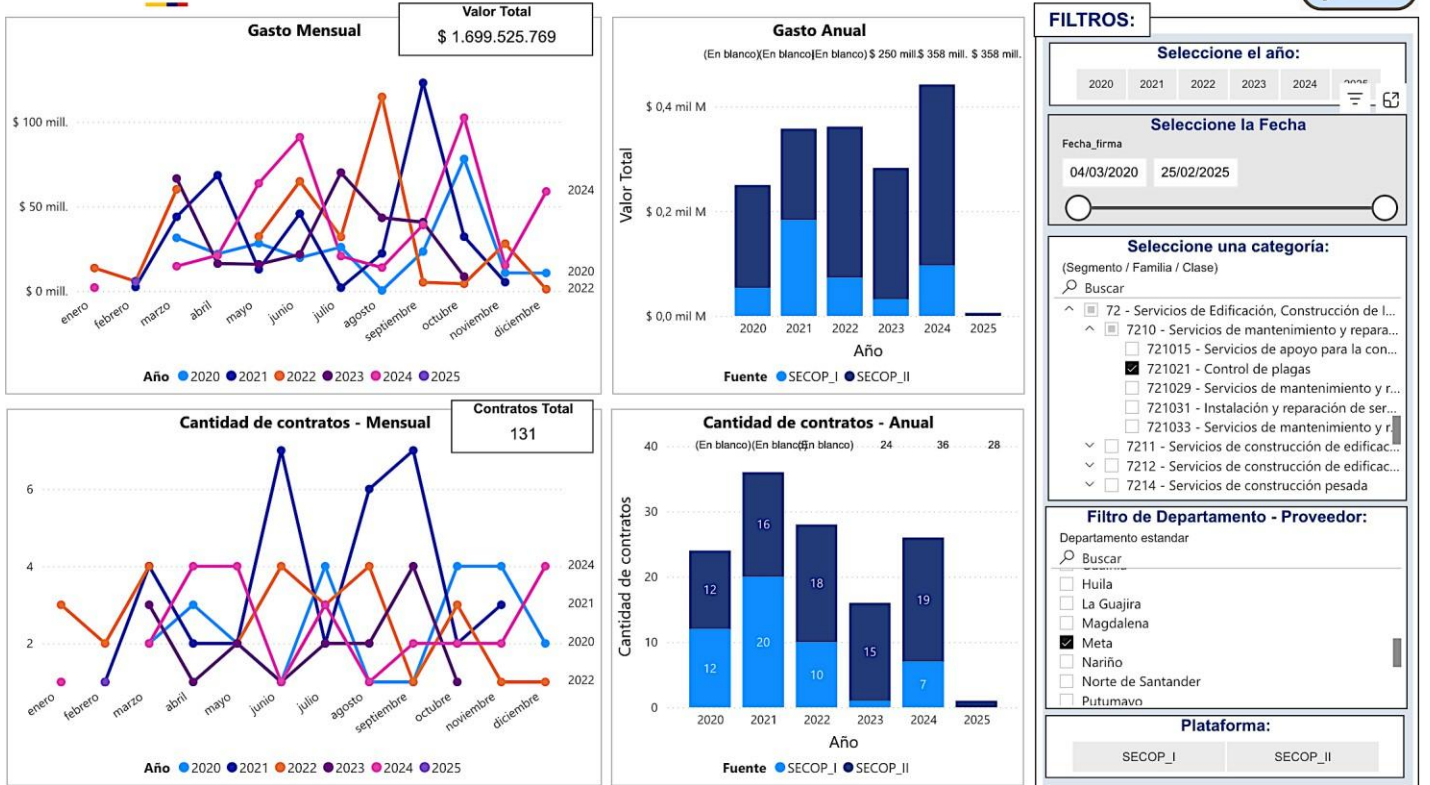 Gasto Mensual
Valor Total
$ 1.699.525.769
$ 100 mill.
$ 50 mill.
$ 0 mill.
2024
2020
2022
enero
febrero
marzo
abril
mayo
junio
julio
agosto
septiembre
octubre
noviembre
diciembre
Año 2020 2021 2022 2023 2024 2025
Gasto Anual
(En blanco)(En blanco)(En blanco) $ 250 mill. $ 358 mill. $ 358 mill.
Valor Total
$ 0,4 mil M
$ 0,2 mil M
$ 0,0 mil M
2020 2021 2022 2023 2024 2025
Año
Fuente SECOP_I SECOP_II
Cantidad de contratos - Mensual
Contratos Total
131
6
4
2
2024
2021
2020
2022
enero
febrero
marzo
abril
mayo
junio
julio
agosto
septiembre
octubre
noviembre
diciembre
Año 2020 2021 2022 2023 2024 2025
Cantidad de contratos - Anual
(En blanco)(En blanco)(En blanco) 24 36 28
Cantidad de contratos
40
30
20
10
0
12
12
16
20
18
10
15
19
7
2020 2021 2022 2023 2024 2025
Año
Fuente SECOP_I SECOP_II
FILTROS:
Seleccione el año:
2020 2021 2022 2023 2024 2025
Seleccione la Fecha
Fecha_firma
04/03/2020 25/02/2025
Seleccione una categoría:
(Segmento / Familia / Clase)
Buscar
72 - Servicios de Edificación, Construcción de I...
7210 - Servicios de mantenimiento y repara...
721015 - Servicios de apoyo para la con...
721021 - Control de plagas
721029 - Servicios de mantenimiento y r...
721031 - Instalación y reparación de ser...
721033 - Servicios de mantenimiento y r...
7211 - Servicios de construcción de edificac...
7212 - Servicios de construcción de edificac...
7214 - Servicios de construcción pesada
Filtro de Departamento - Proveedor:
Departamento estandar
Buscar
Huila
La Guajira
Magdalena
Meta
Nariño
Norte de Santander
Putumayo
Plataforma:
SECOP_I SECOP_II